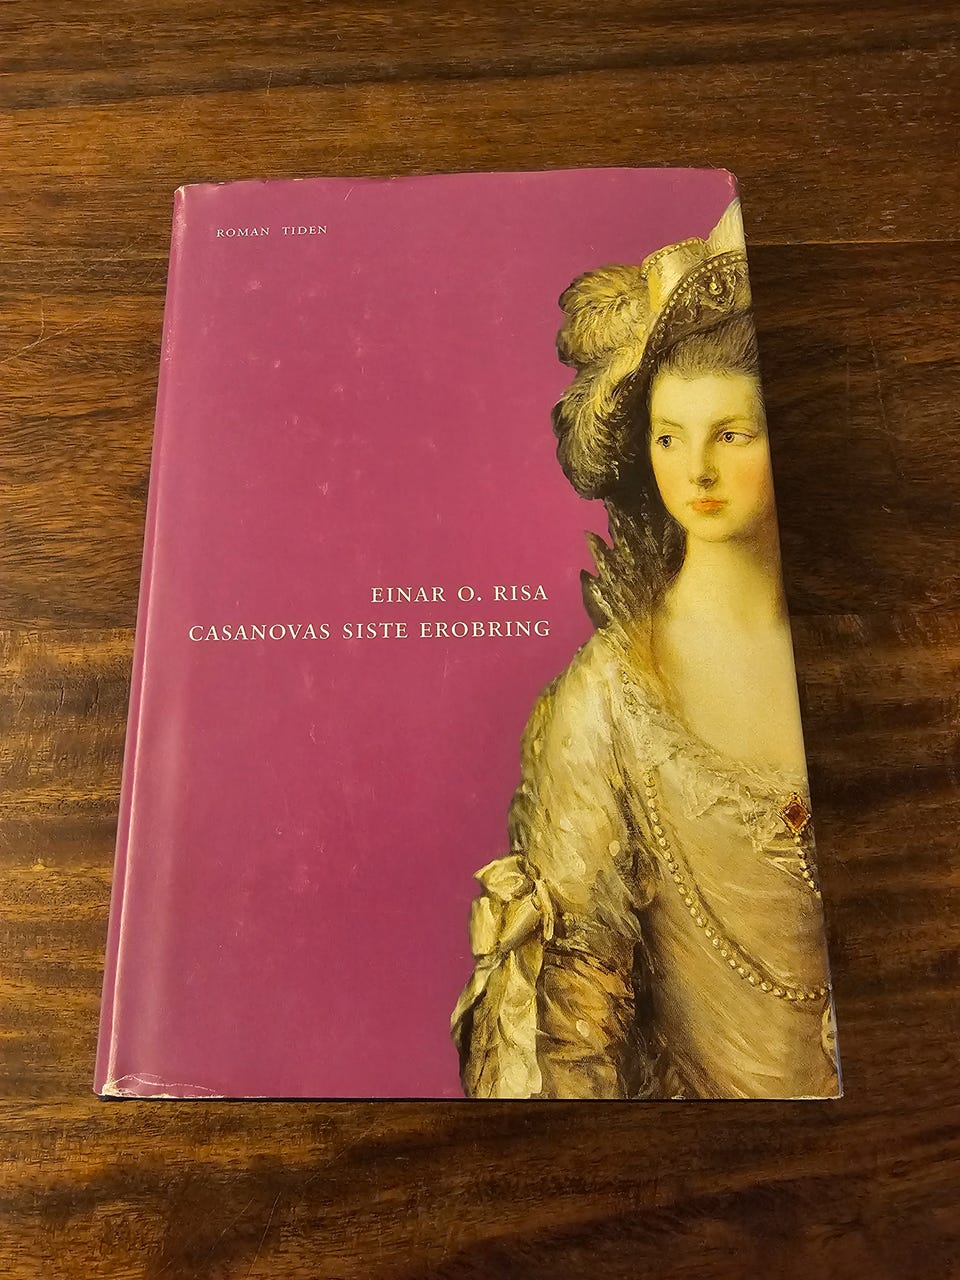 ROMAN TIDEN
EINAR O. RISA
CASANOVAS SISTE EROBRING